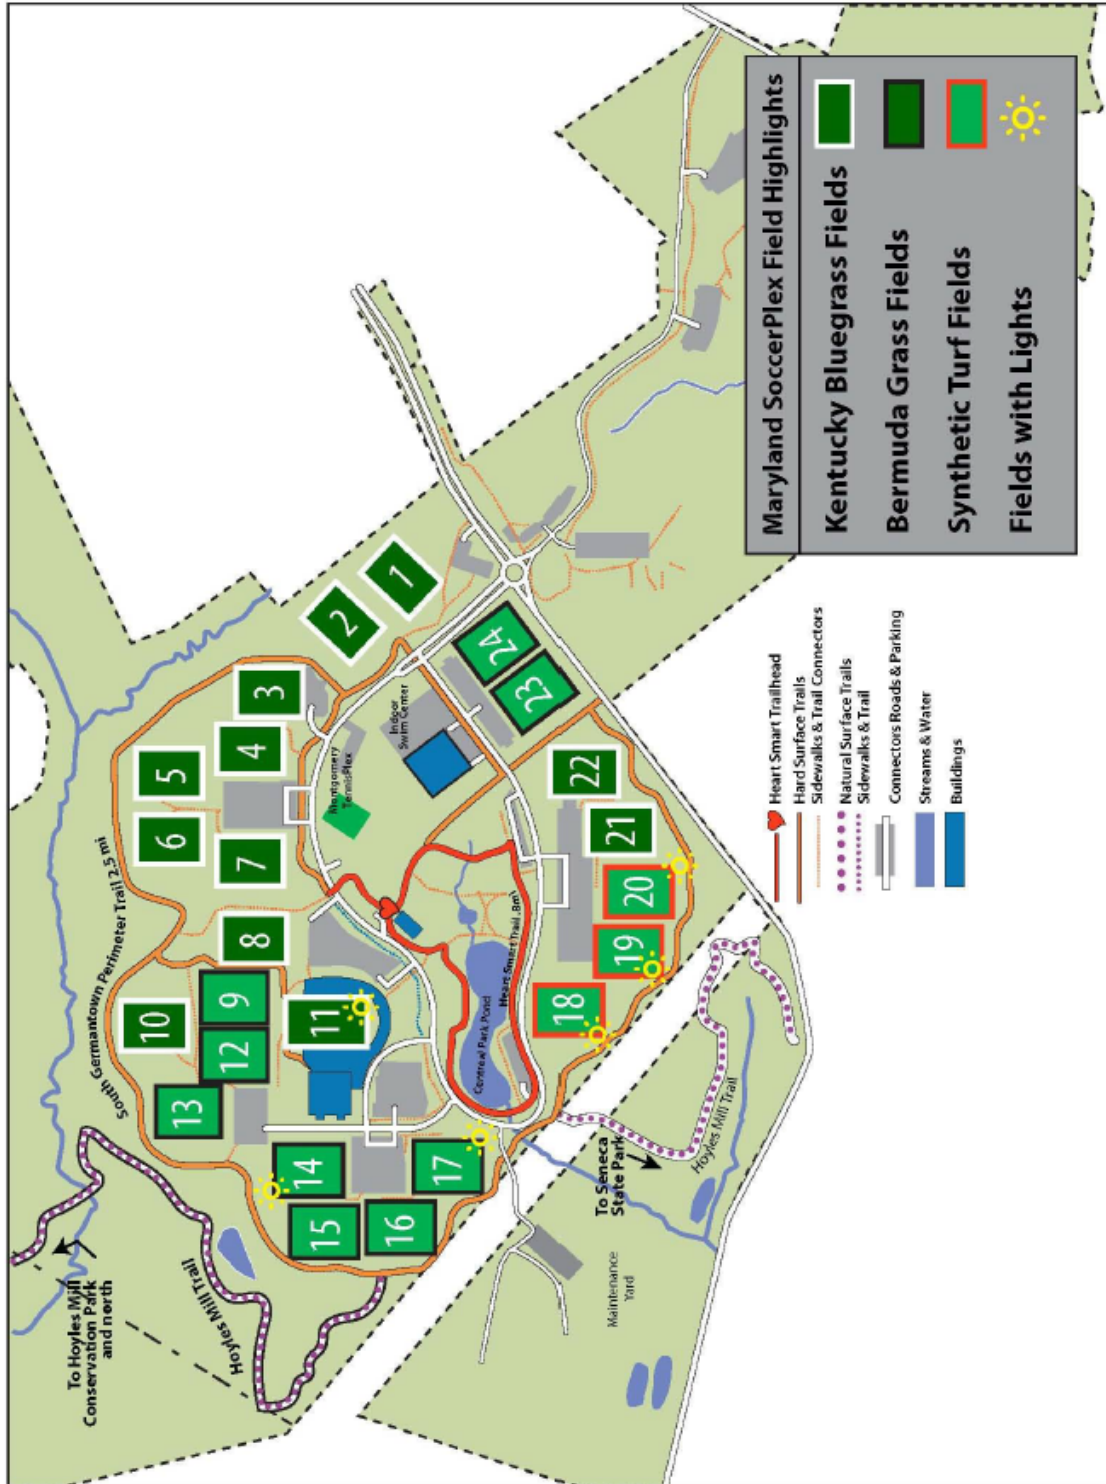 Maryland SoccerPlex Field Highlights
Kentucky Bluegrass Fields
Bermuda Grass Fields
Synthetic Turf Fields
Fields with Lights
Heart Smart Trailhead
Hard Surface Trails
Sidewalks & Trail Connectors
Natural Surface Trails
Sidewalks & Trail
Connectors Roads & Parking
Streams & Water
Buildings
To Hoyles Mill
Conservation Park
and north
Hoyles Mill Trail
South Germantown Perimeter Trail 2.5 mi
10
6
5
13
12
9
8
7
4
3
2
1
15
14
11
Montgomery
TennisPlex
Indoor
Swim Center
24
23
16
17
Centreal Park Pond
Heart Smart Trail .8mi
18
19
20
21
22
Maintenance
Yard
To Seneca
State Park
Hoyles Mill Trail